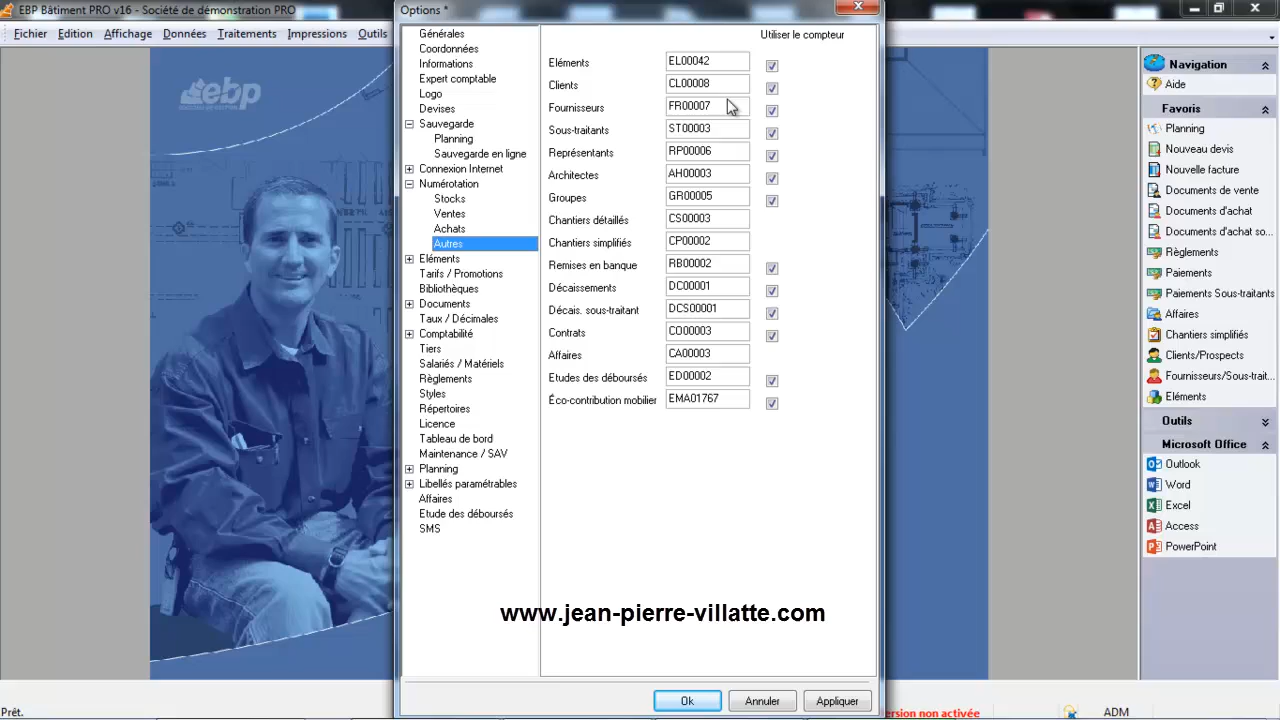 EBP Bâtiment PRO v16 - Société de démonstration PRO
Fichier Edition Affichage Données Traitements Impressions Outils
ebp
Options *
Générales
Coordonnées
Informations
Expert comptable
Logo
Devises
Sauvegarde
Planning
Sauvegarde en ligne
Connexion Internet
Numérotation
Stocks
Ventes
Achats
Autres
Eléments
Tarifs / Promotions
Bibliothèques
Documents
Taux / Décimales
Comptabilité
Tiers
Salariés / Matériels
Règlements
Styles
Répertoires
Licence
Tableau de bord
Maintenance / SAV
Planning
Libellés paramétrables
Affaires
Etude des déboursés
SMS
Utiliser le compteur
Eléments EL00042
Clients CL00008
Fournisseurs FR00007
Sous-traitants ST00003
Représentants RP00006
Architectes AH00003
Groupes GR00005
Chantiers détaillés CS00003
Chantiers simplifiés CP00002
Remises en banque RB00002
Décaissements DC00001
Décais. sous-traitant DCS00001
Contrats CO00003
Affaires CA00003
Etudes des déboursés ED00002
Éco-contribution mobilier EMA01767
www.jean-pierre-villatte.com
Ok Annuler Appliquer
Navigation
Aide
Favoris
Planning
Nouveau devis
Nouvelle facture
Documents de vente
Documents d'achat
Documents d'achat so...
Règlements
Paiements
Paiements Sous-traitants
Affaires
Chantiers simplifiés
Clients/Prospects
Fournisseurs/Sous-trait...
Eléments
Outils
Microsoft Office
Outlook
Word
Excel
Access
PowerPoint
Prêt.
ersion non activée
ADM